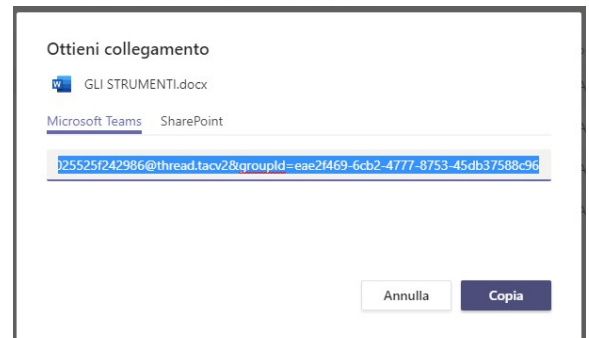 Ottieni collegamento
GLI STRUMENTI.docx
Microsoft Teams SharePoint
025525f242986@thread.tacv2&groupId=eae2f469-6cb2-4777-8753-45db37588c96
Annulla Copia